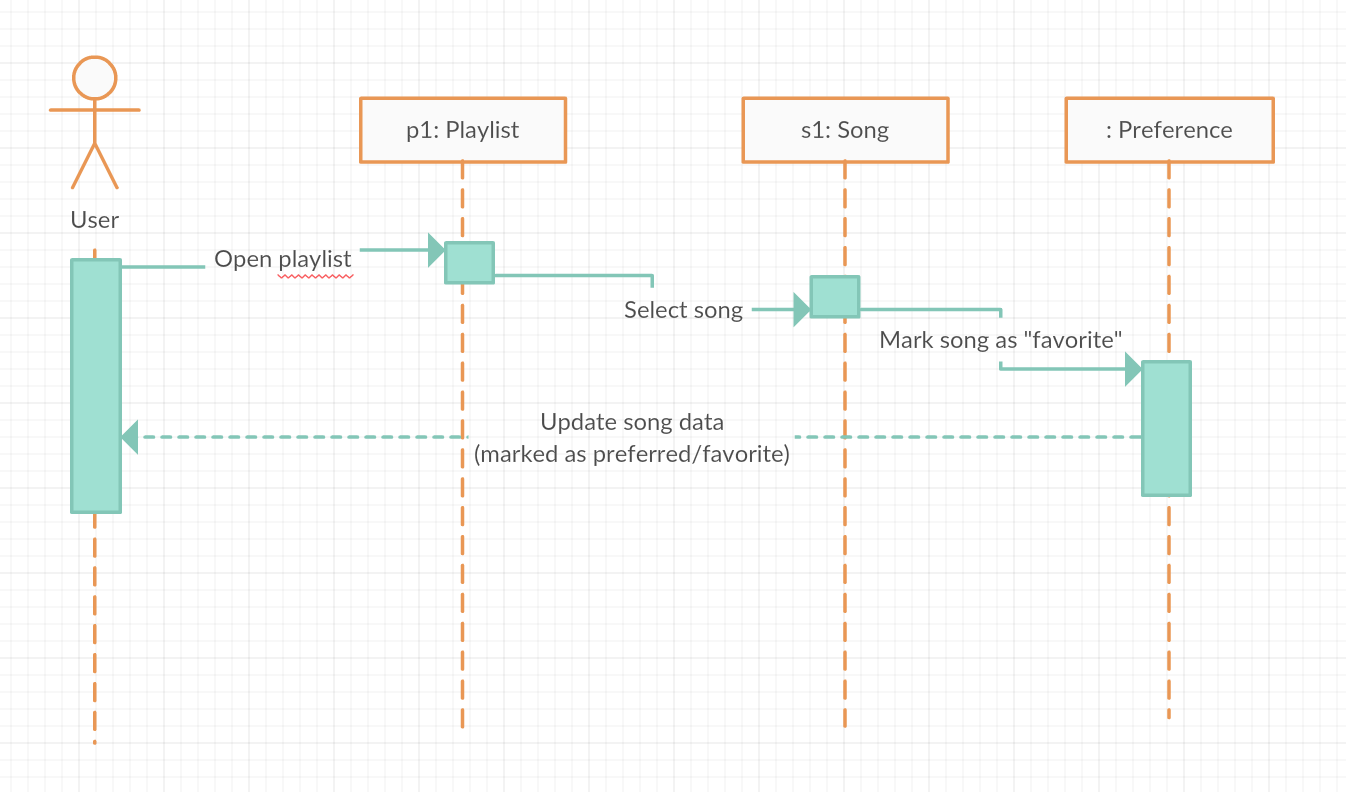 p1: Playlist
s1: Song
: Preference
User
Open playlist
Select song
Mark song as "favorite"
Update song data
(marked as preferred/favorite)